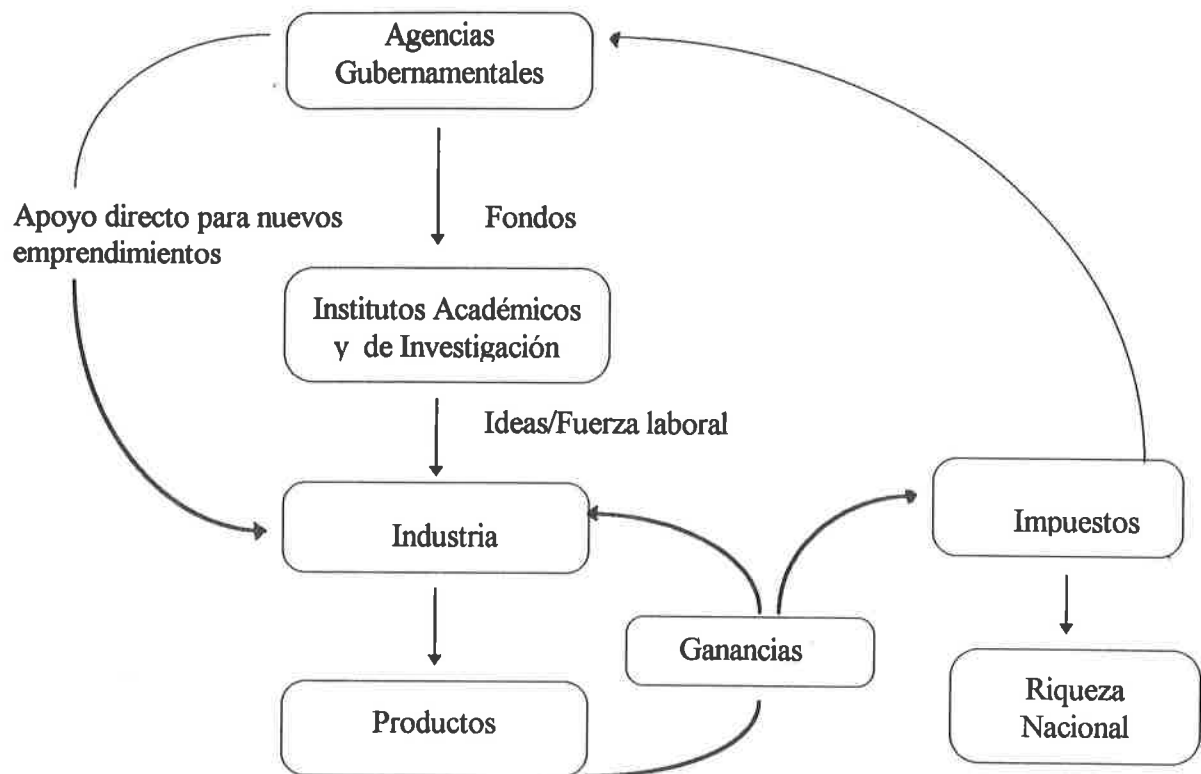 Agencias
Gubernamentales
Apoyo directo para nuevos
emprendimientos
Fondos
Institutos Académicos
y de Investigación
Ideas/Fuerza laboral
Industria
Impuestos
Ganancias
Productos
Riqueza
Nacional